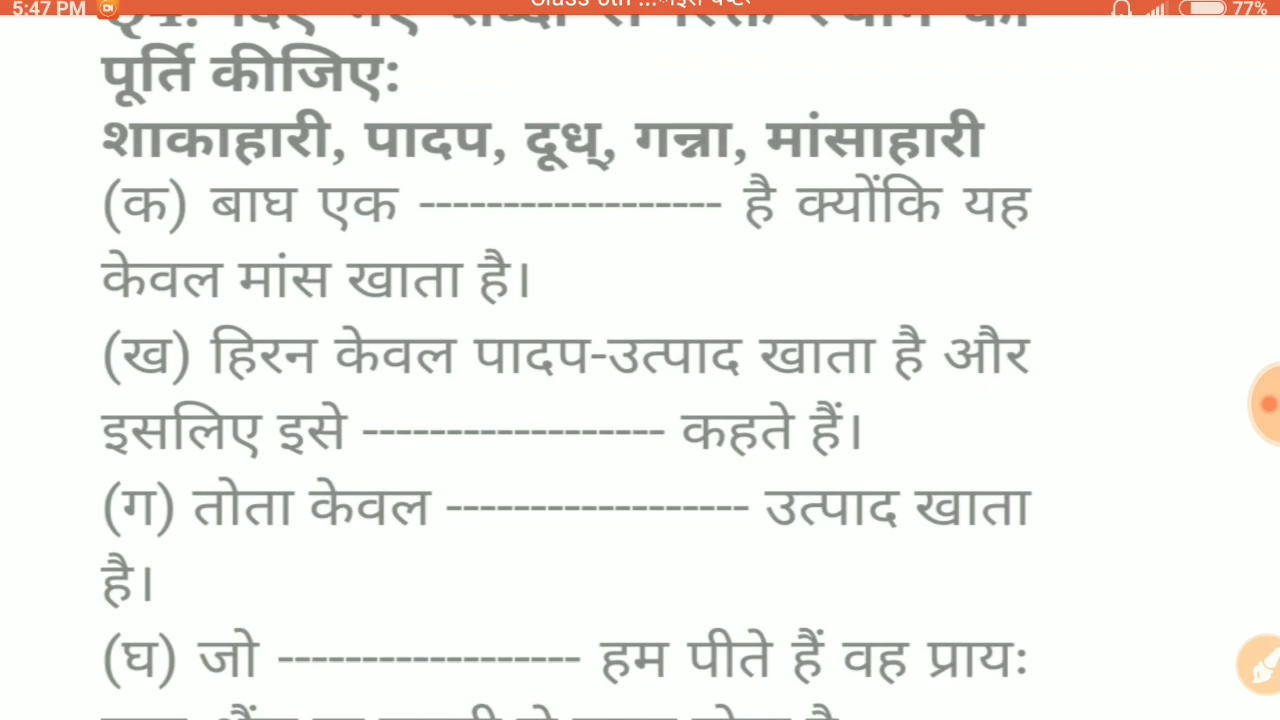 5:47 PM 77%
पूर्ति कीजिए:
शाकाहारी, पादप, दूध्, गन्ना, मांसाहारी
(क) बाघ एक ------------------ है क्योंकि यह
केवल मांस खाता है।
(ख) हिरन केवल पादप-उत्पाद खाता है और
इसलिए इसे ------------------ कहते हैं।
(ग) तोता केवल ------------------ उत्पाद खाता
है।
(घ) जो ------------------ हम पीते हैं वह प्रायः